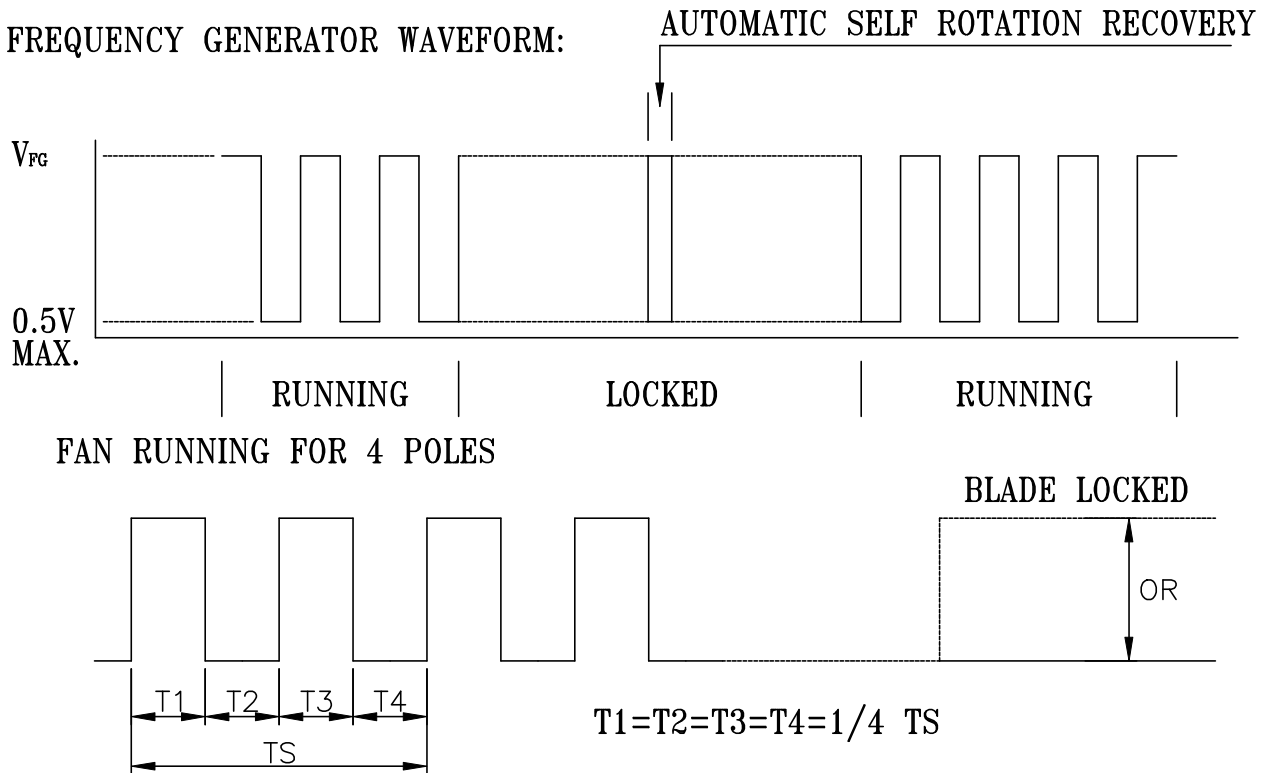 AUTOMATIC SELF ROTATION RECOVERY
FREQUENCY GENERATOR WAVEFORM:
VFG
0.5V
MAX.
RUNNING
LOCKED
RUNNING
FAN RUNNING FOR 4 POLES
BLADE LOCKED
OR
T1
T2
T3
T4
T1=T2=T3=T4=1/4 TS
TS